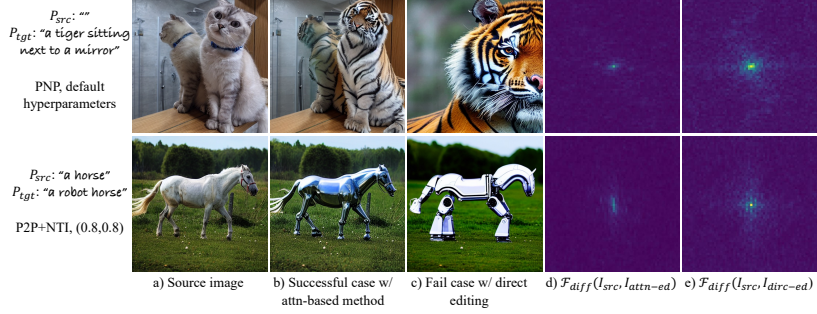 P_src: “”
P_tgt: “a tiger sitting
next to a mirror”
PNP, default
hyperparameters
P_src: “a horse”
P_tgt: “a robot horse”
P2P+NTI, (0.8,0.8)
a) Source image
b) Successful case w/
attn-based method
c) Fail case w/ direct
editing
d) ℱ_diff(I_src, I_attn-ed)
e) ℱ_diff(I_src, I_dirc-ed)